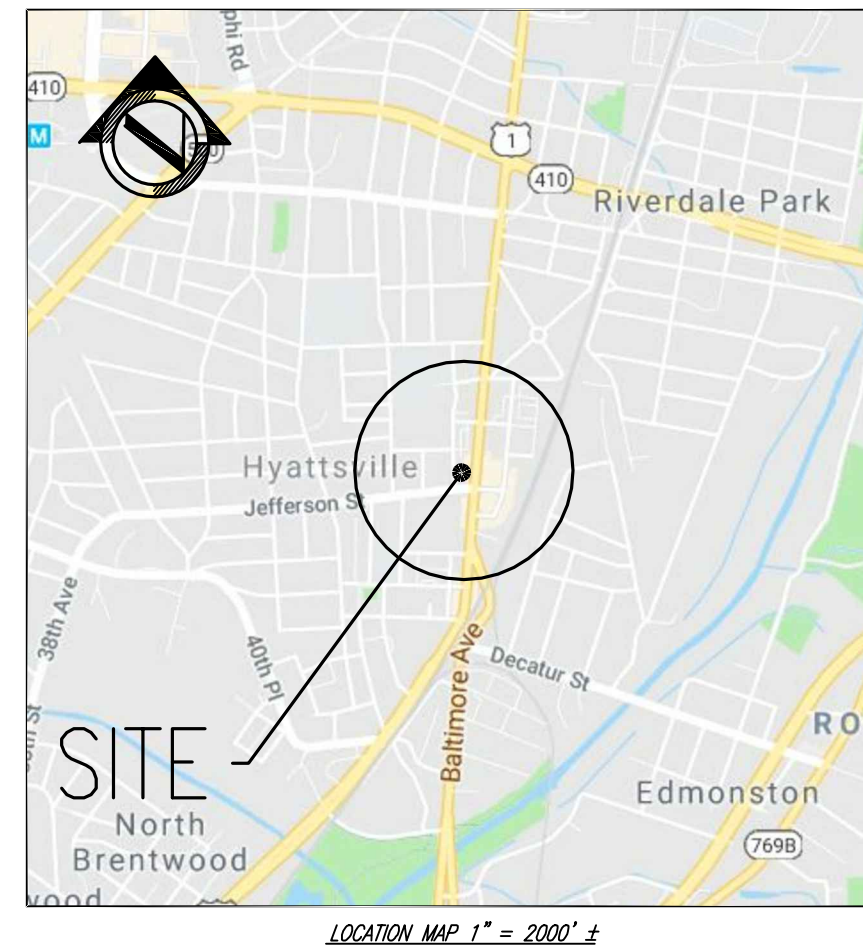 phi Rd
410
M
1
410
Riverdale Park
Hyattsville
Jefferson St
38th Ave
40th Pl
Baltimore Ave
Decatur St
SITE
RO
Edmonston
North
Brentwood
769B
wood
LOCATION MAP 1" = 2000' ±